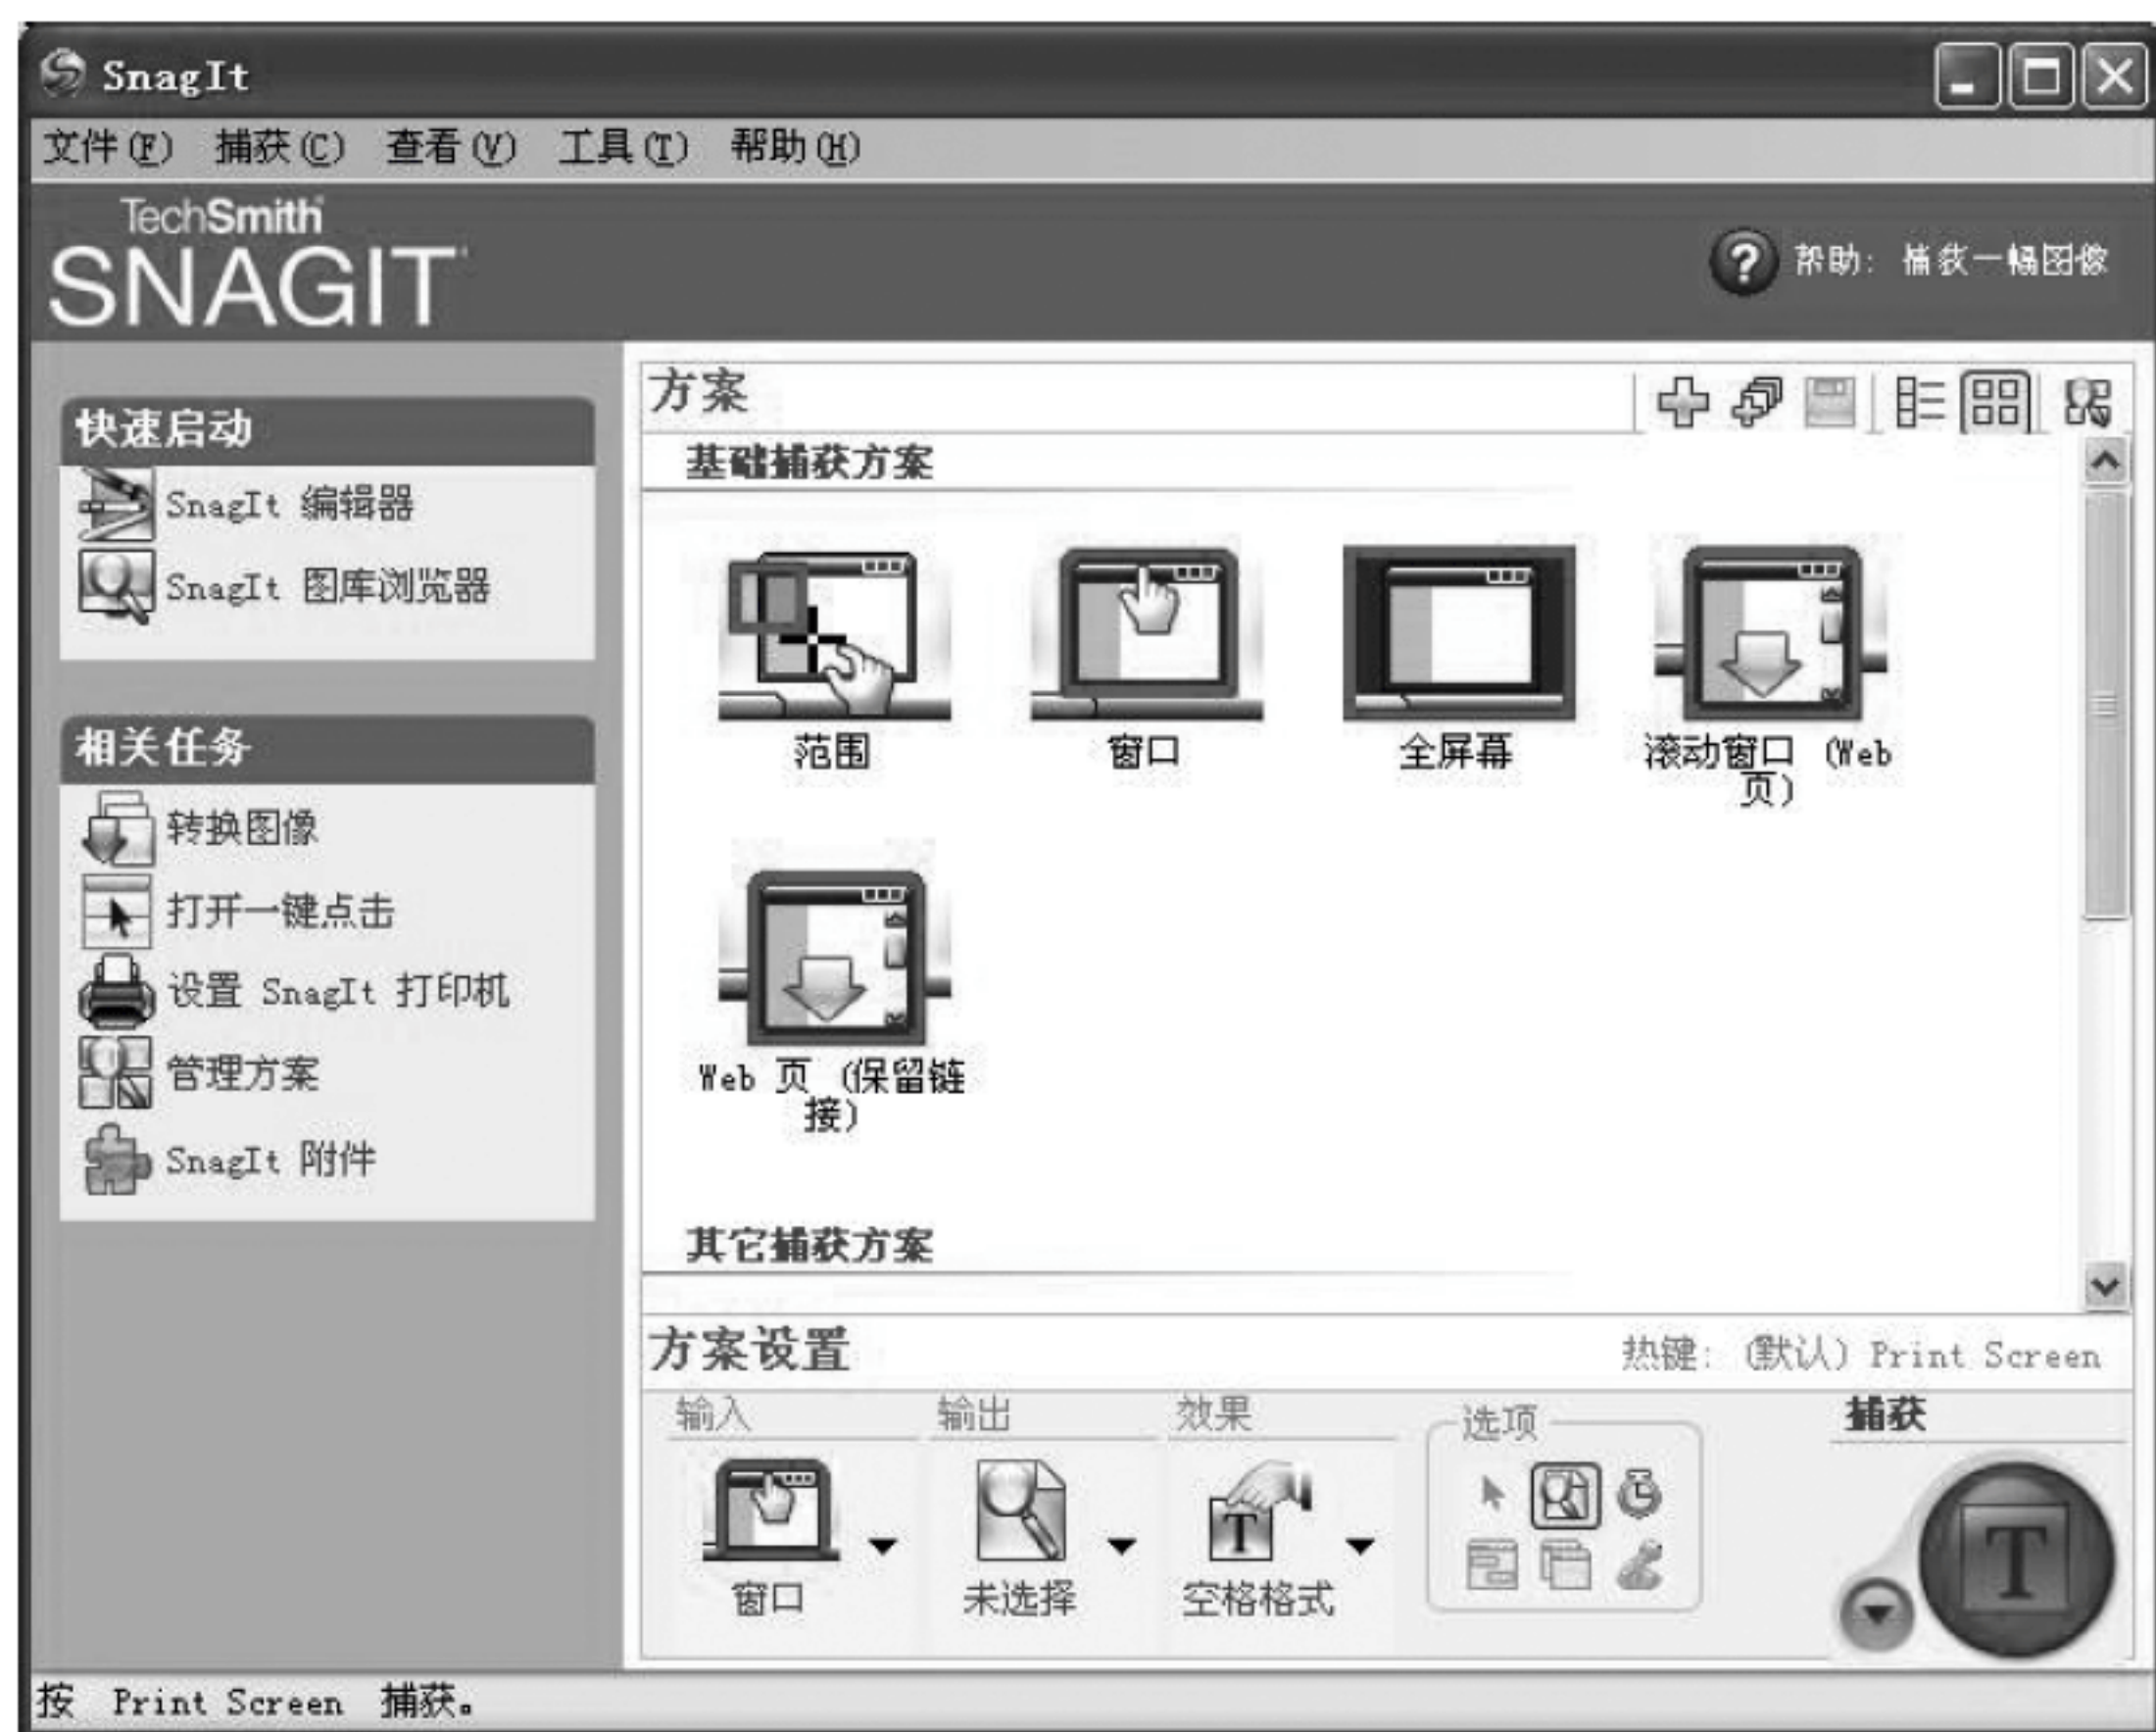 SnagIt
文件(F) 捕获(C) 查看(V) 工具(T) 帮助(H)
TechSmith
SNAGIT
帮助: 捕获一幅图像
快速启动
SnagIt 编辑器
SnagIt 图库浏览器
相关任务
转换图像
打开一键点击
设置 SnagIt 打印机
管理方案
SnagIt 附件
方案
基础捕获方案
范围
窗口
全屏幕
滚动窗口 (Web
页)
Web 页 (保留链
接)
其它捕获方案
方案设置
热键: (默认) Print Screen
输入
输出
效果
选项
捕获
窗口
未选择
T
空格格式
T
按 Print Screen 捕获。